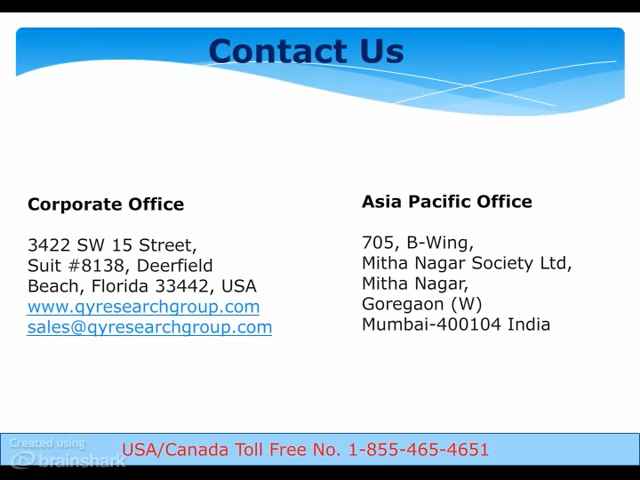 Contact Us
Corporate Office
3422 SW 15 Street,
Suit #8138, Deerfield
Beach, Florida 33442, USA
www.qyresearchgroup.com
sales@qyresearchgroup.com
Asia Pacific Office
705, B-Wing,
Mitha Nagar Society Ltd,
Mitha Nagar,
Goregaon (W)
Mumbai-400104 India
USA/Canada Toll Free No. 1-855-465-4651
Created using
brainshark